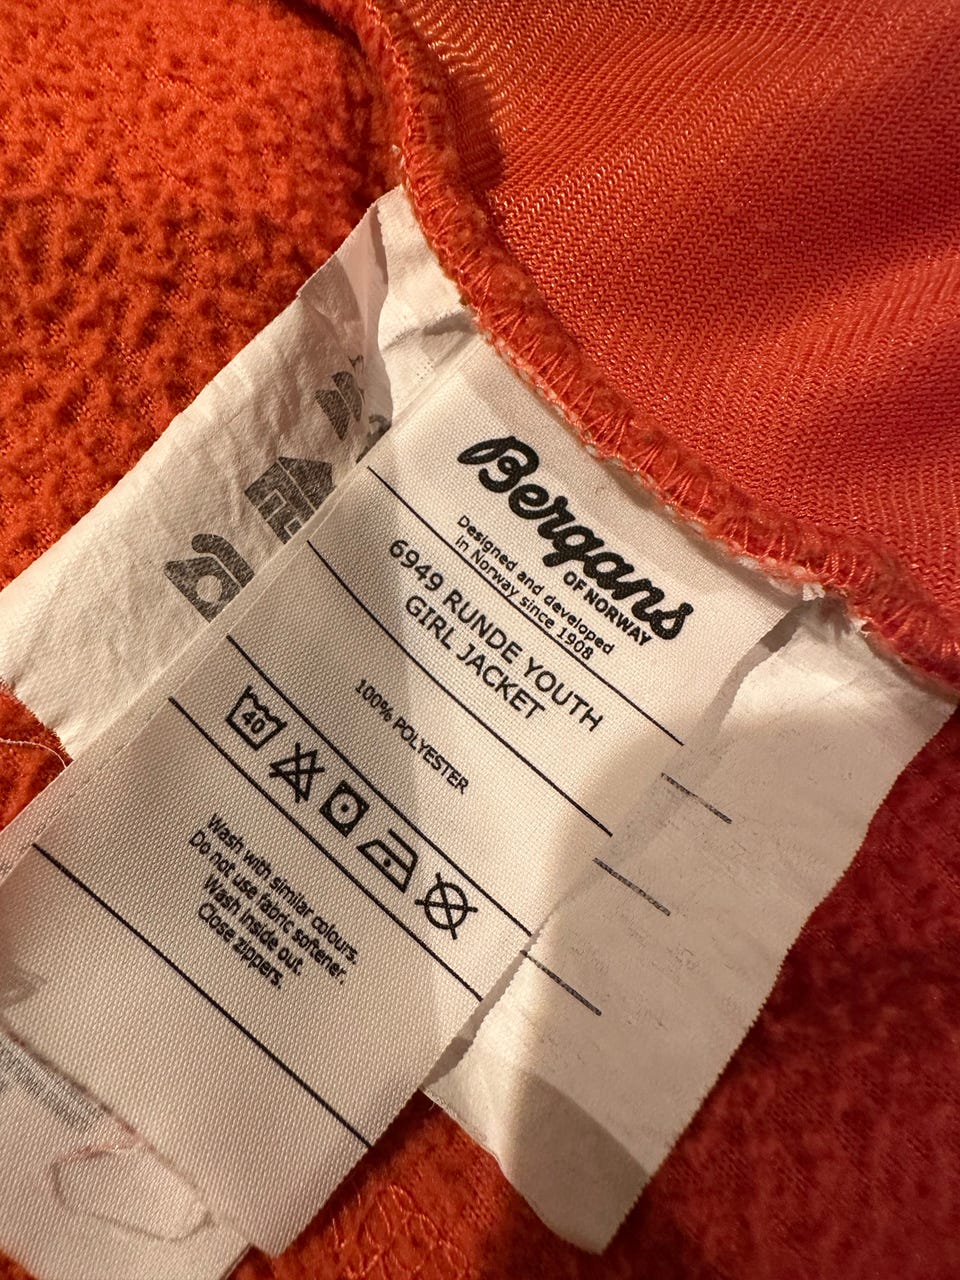 Bergans
OF NORWAY
Designed and developed
in Norway since 1908
6949 RUNDE YOUTH
GIRL JACKET
100% POLYESTER
40
Wash with similar colours.
Do not use fabric softener.
Wash inside out.
Close zippers.